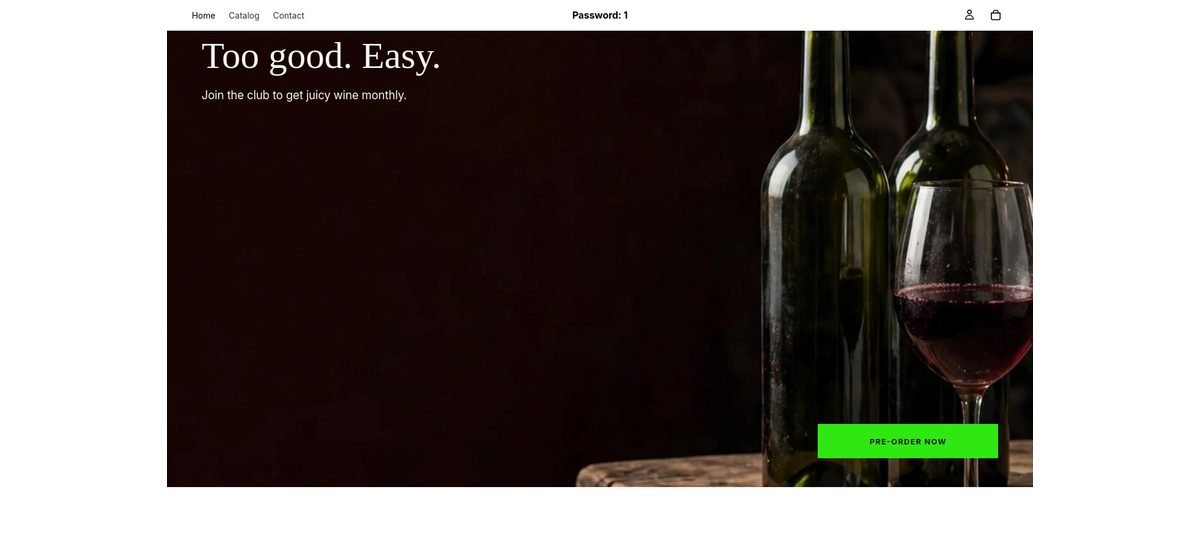 Home Catalog Contact Password: 1
Too good. Easy.
Join the club to get juicy wine monthly.
PRE-ORDER NOW